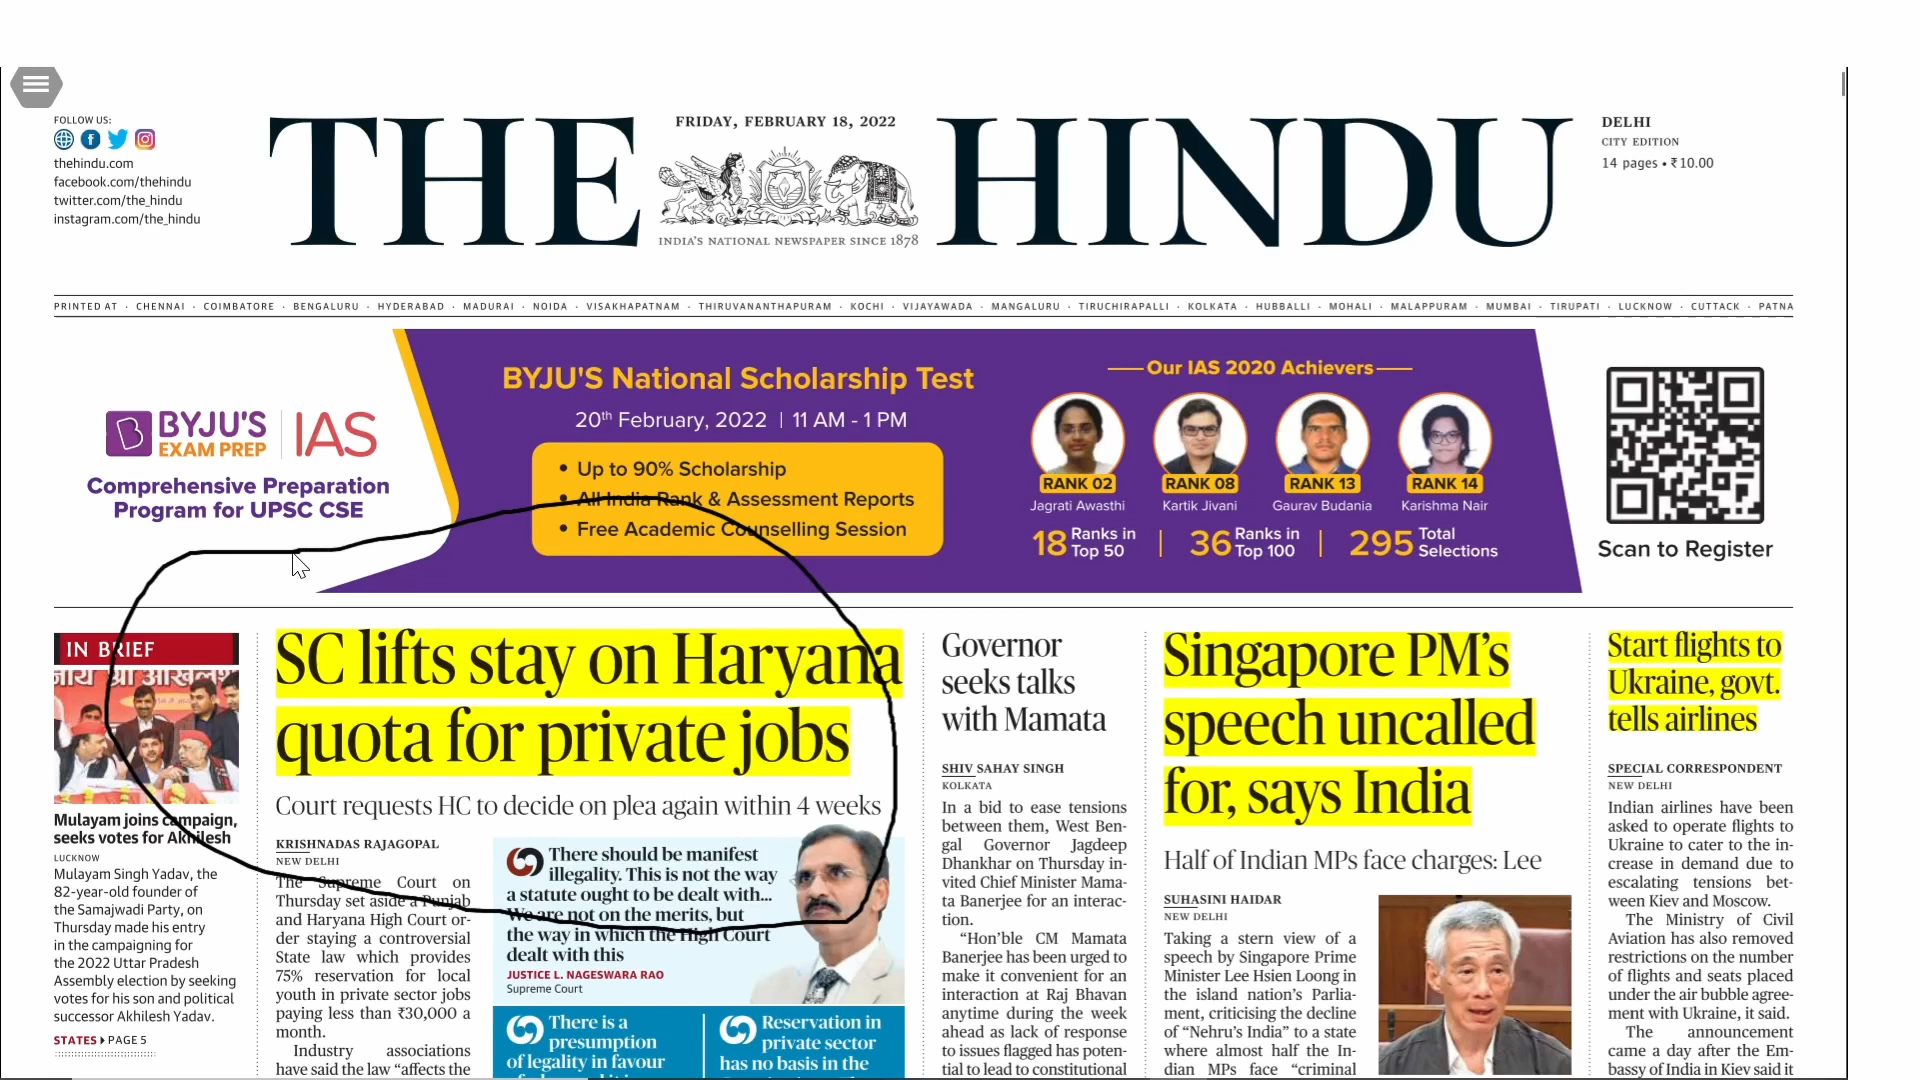 FOLLOW US:
thehindu.com
facebook.com/thehindu
twitter.com/the_hindu
instagram.com/the_hindu
THE HINDU
FRIDAY, FEBRUARY 18, 2022
INDIA'S NATIONAL NEWSPAPER SINCE 1878
DELHI
CITY EDITION
14 pages • ₹10.00
PRINTED AT · CHENNAI · COIMBATORE · BENGALURU · HYDERABAD · MADURAI · NOIDA · VISAKHAPATNAM · THIRUVANANTHAPURAM · KOCHI · VIJAYAWADA · MANGALURU · TIRUCHIRAPALLI · KOLKATA · HUBBALLI · MOHALI · MALAPPURAM · MUMBAI · TIRUPATI · LUCKNOW · CUTTACK · PATNA
BYJU'S
EXAM PREP
IAS
Comprehensive Preparation
Program for UPSC CSE
BYJU'S National Scholarship Test
20th February, 2022 | 11 AM - 1 PM
• Up to 90% Scholarship
• All India Rank & Assessment Reports
• Free Academic Counselling Session
Our IAS 2020 Achievers
RANK 02
Jagrati Awasthi
RANK 08
Kartik Jivani
RANK 13
Gaurav Budania
RANK 14
Karishma Nair
18 Ranks in Top 50 | 36 Ranks in Top 100 | 295 Total Selections
Scan to Register
IN BRIEF
Mulayam joins campaign,
seeks votes for Akhilesh
LUCKNOW
Mulayam Singh Yadav, the
82-year-old founder of
the Samajwadi Party, on
Thursday made his entry
in the campaigning for
the 2022 Uttar Pradesh
Assembly election by seeking
votes for his son and political
successor Akhilesh Yadav.
STATES PAGE 5
SC lifts stay on Haryana
quota for private jobs
Court requests HC to decide on plea again within 4 weeks
KRISHNADAS RAJAGOPAL
NEW DELHI
The Supreme Court on
Thursday set aside a Punjab
and Haryana High Court or-
der staying a controversial
State law which provides
75% reservation for local
youth in private sector jobs
paying less than ₹30,000 a
month.
Industry associations
have said the law “affects the
There should be manifest
illegality. This is not the way
a statute ought to be dealt with...
We are not on the merits, but
the way in which the High Court
dealt with this
JUSTICE L. NAGESWARA RAO
Supreme Court
There is a
presumption
of legality in favour
Reservation in
private sector
has no basis in the
Governor
seeks talks
with Mamata
SHIV SAHAY SINGH
KOLKATA
In a bid to ease tensions
between them, West Ben-
gal Governor Jagdeep
Dhankhar on Thursday in-
vited Chief Minister Mama-
ta Banerjee for an interac-
tion.
“Hon’ble CM Mamata
Banerjee has been urged to
make it convenient for an
interaction at Raj Bhavan
anytime during the week
ahead as lack of response
to issues flagged has poten-
tial to lead to constitutional
Singapore PM’s
speech uncalled
for, says India
Half of Indian MPs face charges: Lee
SUHASINI HAIDAR
NEW DELHI
Taking a stern view of a
speech by Singapore Prime
Minister Lee Hsien Loong in
the island nation’s Parlia-
ment, criticising the decline
of “Nehru’s India” to a state
where almost half the In-
dian MPs face “criminal
Start flights to
Ukraine, govt.
tells airlines
SPECIAL CORRESPONDENT
NEW DELHI
Indian airlines have been
asked to operate flights to
Ukraine to cater to the in-
crease in demand due to
escalating tensions bet-
ween Kiev and Moscow.
The Ministry of Civil
Aviation has also removed
restrictions on the number
of flights and seats placed
under the air bubble agree-
ment with Ukraine, it said.
The announcement
came a day after the Em-
bassy of India in Kiev said it